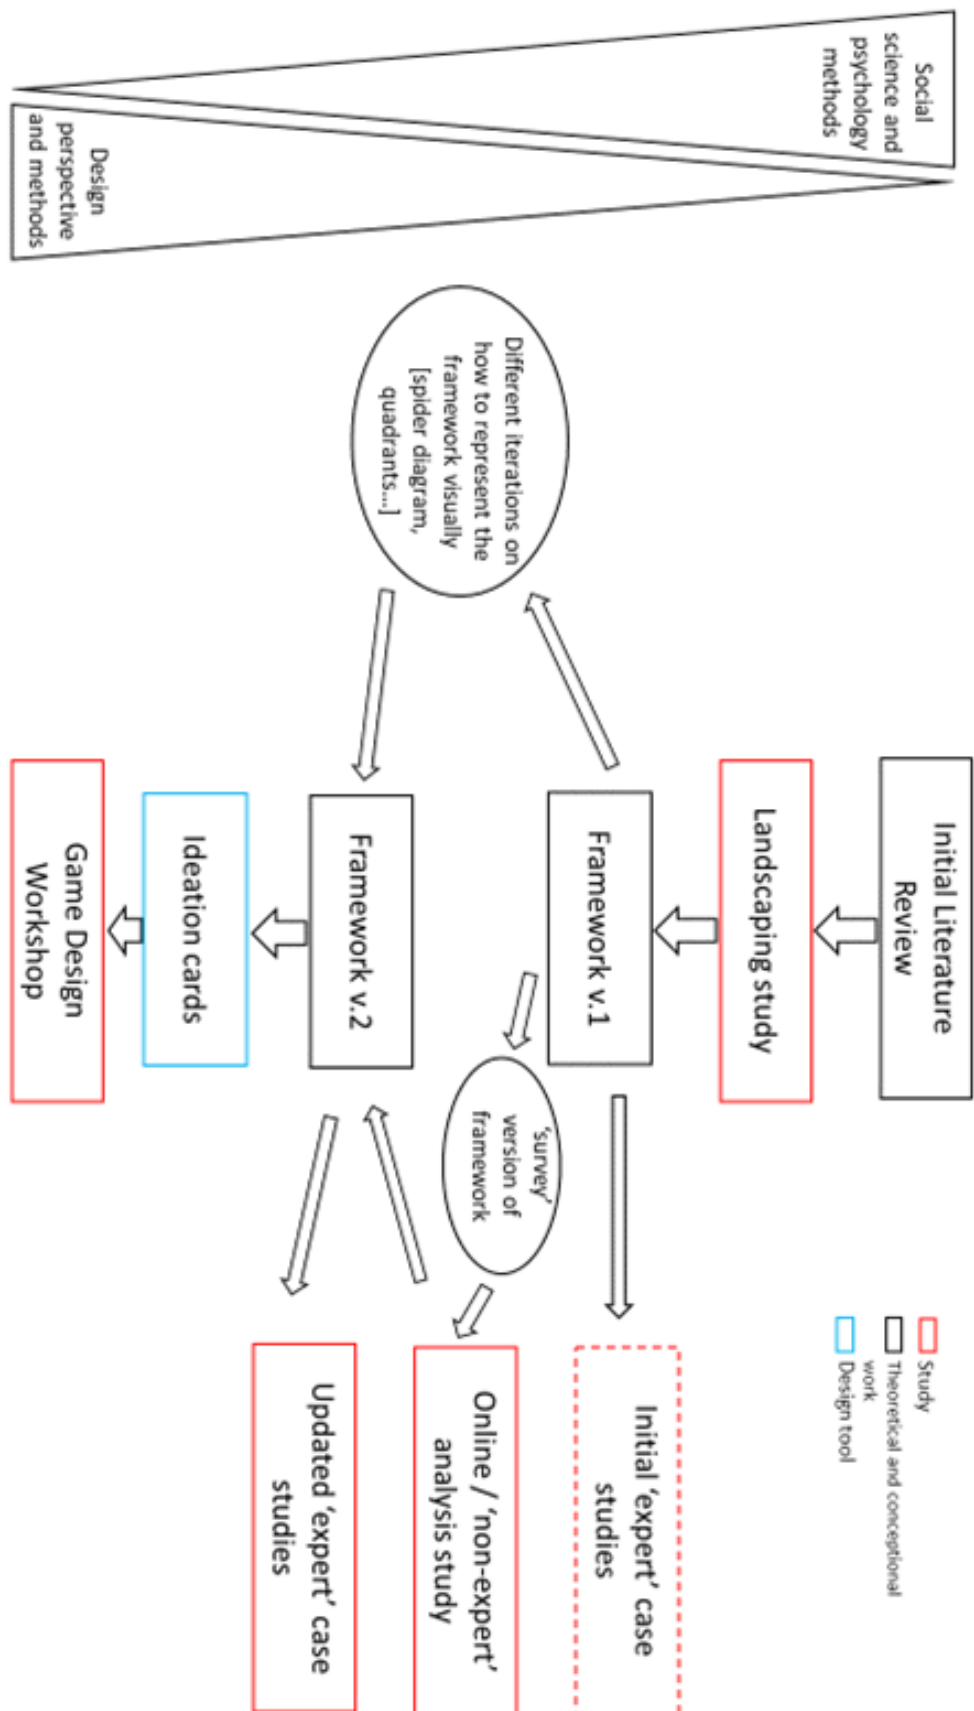 Social
science and
psychology
methods
Design
perspective
and methods
Different iterations on
how to represent the
framework visually
[spider diagram,
quadrants...]
Initial Literature
Review
Landscaping study
Framework v.1
Framework v.2
Ideation cards
Game Design
Workshop
'survey'
version of
framework
Study
Theoretical and conceptional
work
Design tool
Initial 'expert' case
studies
Online / 'non-expert'
analysis study
Updated 'expert' case
studies